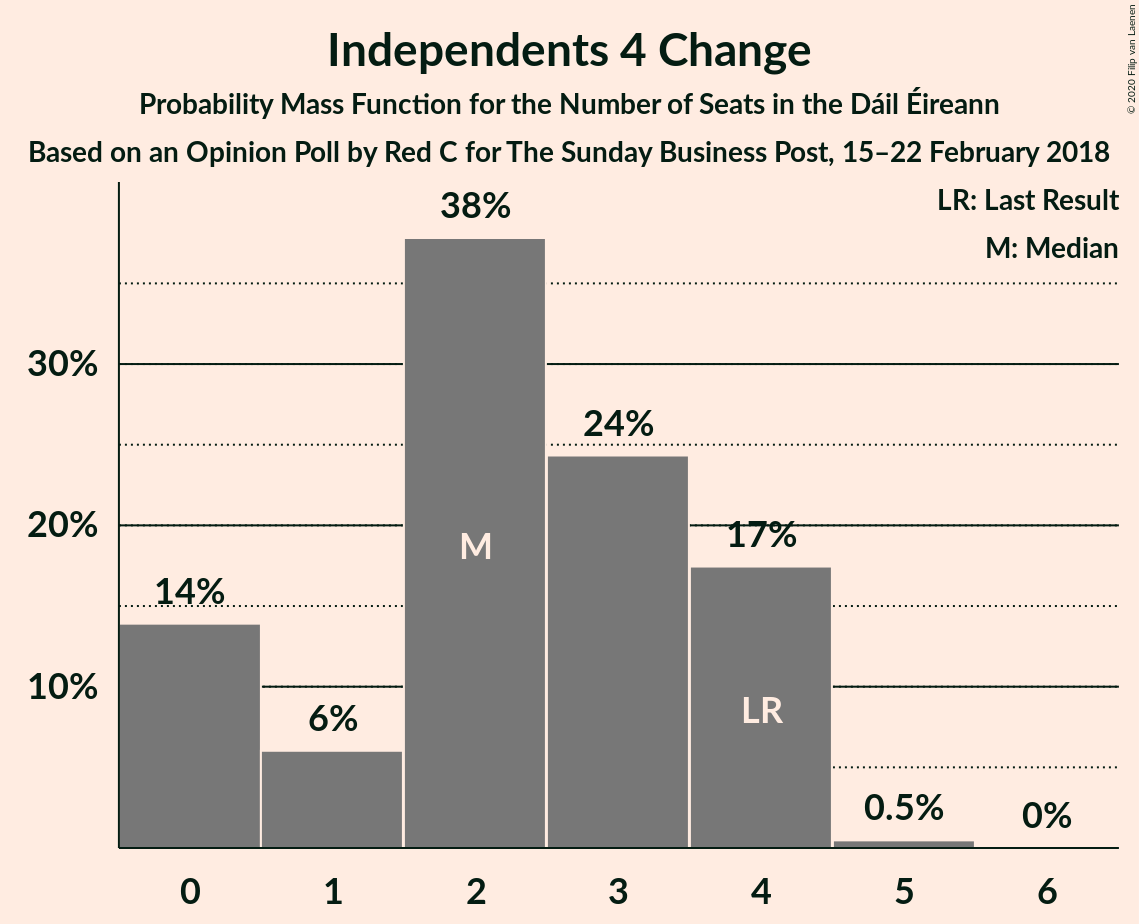 Independents 4 Change
Probability Mass Function for the Number of Seats in the Dáil Éireann
Based on an Opinion Poll by Red C for The Sunday Business Post, 15–22 February 2018
© 2020 Filip van Laenen
LR: Last Result
M: Median
38%
30%
24%
20%
17%
M
14%
10%
LR
6%
0.5%
0%
0 1 2 3 4 5 6